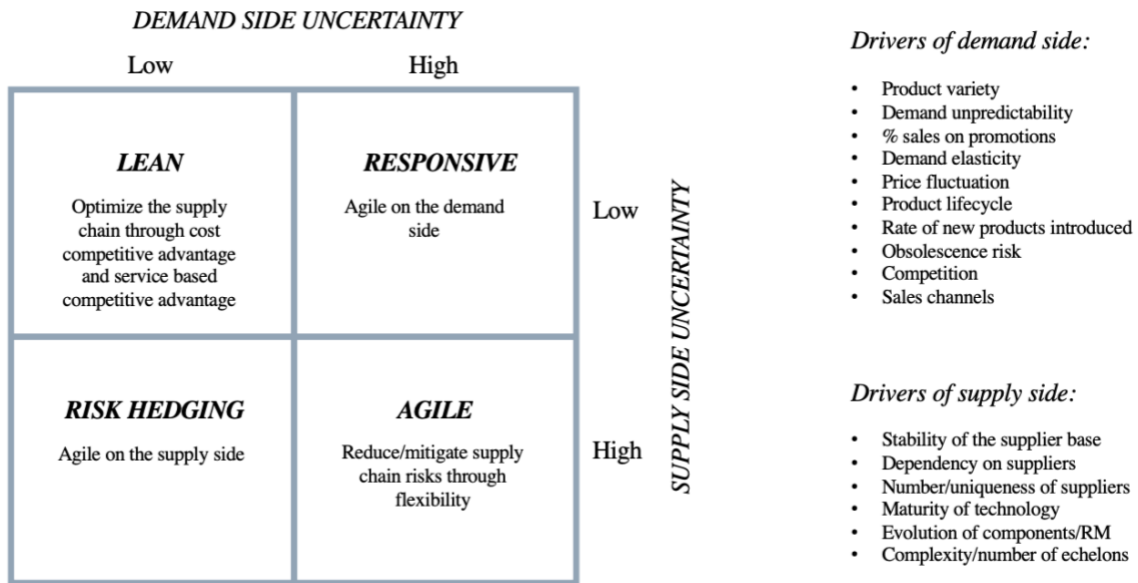 DEMAND SIDE UNCERTAINTY
Low
High
LEAN
Optimize the supply
chain through cost
competitive advantage
and service based
competitive advantage
RESPONSIVE
Agile on the demand
side
Low
RISK HEDGING
Agile on the supply side
AGILE
Reduce/mitigate supply
chain risks through
flexibility
High
SUPPLY SIDE UNCERTAINTY
Drivers of demand side:
• Product variety
• Demand unpredictability
• % sales on promotions
• Demand elasticity
• Price fluctuation
• Product lifecycle
• Rate of new products introduced
• Obsolescence risk
• Competition
• Sales channels
Drivers of supply side:
• Stability of the supplier base
• Dependency on suppliers
• Number/uniqueness of suppliers
• Maturity of technology
• Evolution of components/RM
• Complexity/number of echelons